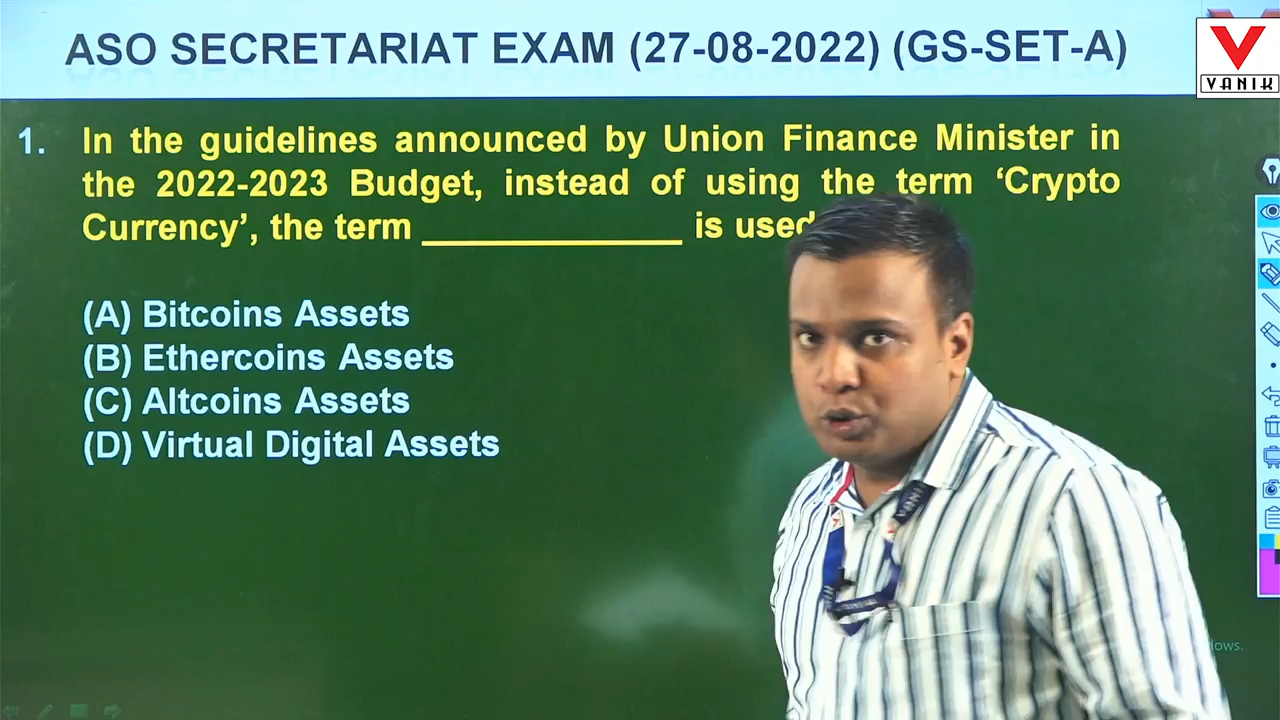 ASO SECRETARIAT EXAM (27-08-2022) (GS-SET-A)
VANIK
1. In the guidelines announced by Union Finance Minister in
the 2022-2023 Budget, instead of using the term ‘Crypto
Currency’, the term ____________ is used
(A) Bitcoins Assets
(B) Ethercoins Assets
(C) Altcoins Assets
(D) Virtual Digital Assets